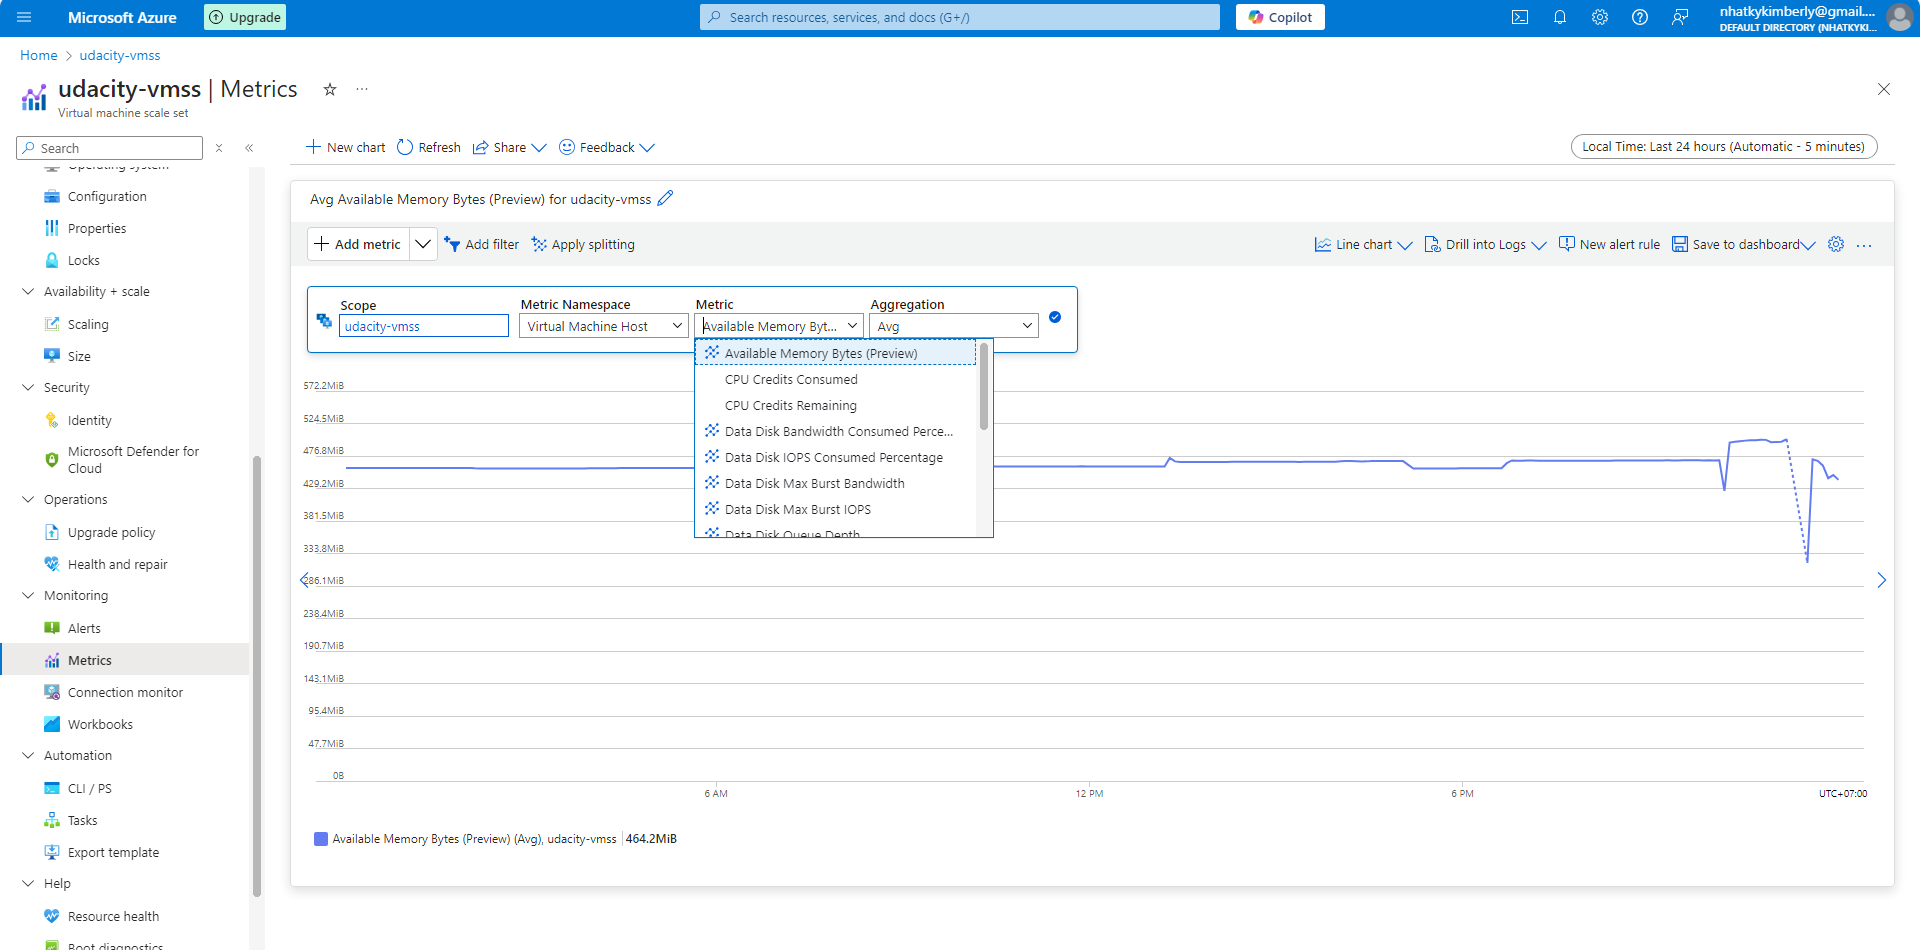 Microsoft Azure
Upgrade
Search resources, services, and docs (G+/)
Copilot
nhatkykimberly@gmail....
DEFAULT DIRECTORY (NHATKYKI...
Home > udacity-vmss
udacity-vmss | Metrics
Virtual machine scale set
Search
Operating system
Configuration
Properties
Locks
Availability + scale
Scaling
Size
Security
Identity
Microsoft Defender for
Cloud
Operations
Upgrade policy
Health and repair
Monitoring
Alerts
Metrics
Connection monitor
Workbooks
Automation
CLI / PS
Tasks
Export template
Help
Resource health
Boot diagnostics
New chart Refresh Share Feedback
Local Time: Last 24 hours (Automatic - 5 minutes)
Avg Available Memory Bytes (Preview) for udacity-vmss
Add metric Add filter Apply splitting
Line chart Drill into Logs New alert rule Save to dashboard ...
Scope Metric Namespace Metric Aggregation
udacity-vmss Virtual Machine Host Available Memory Byt... Avg
Available Memory Bytes (Preview)
CPU Credits Consumed
CPU Credits Remaining
Data Disk Bandwidth Consumed Perce...
Data Disk IOPS Consumed Percentage
Data Disk Max Burst Bandwidth
Data Disk Max Burst IOPS
Data Disk Queue Depth
572.2MiB
524.5MiB
476.8MiB
429.2MiB
381.5MiB
333.8MiB
286.1MiB
238.4MiB
190.7MiB
143.1MiB
95.4MiB
47.7MiB
0B
6 AM 12 PM 6 PM UTC+07:00
Available Memory Bytes (Preview) (Avg), udacity-vmss | 464.2MiB